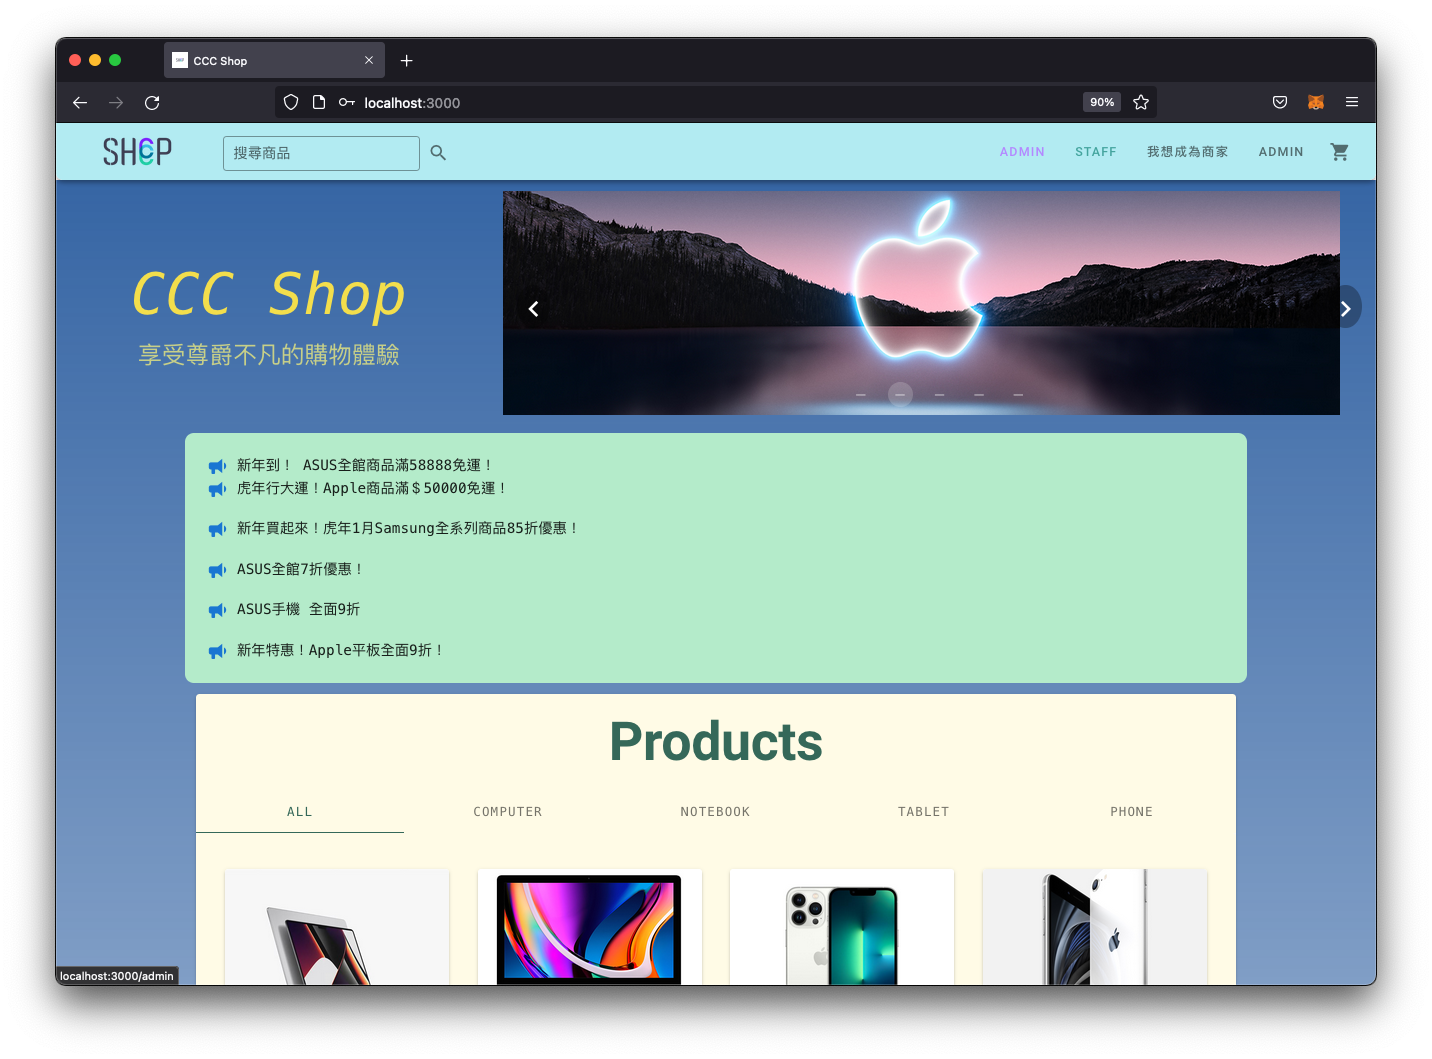 CCC Shop
localhost:3000
90%
SHCP
搜尋商品
ADMIN
STAFF
我想成為商家
ADMIN
CCC Shop
享受尊爵不凡的購物體驗
新年到！ ASUS全館商品滿58888免運！
虎年行大運！Apple商品滿＄50000免運！
新年買起來！虎年1月Samsung全系列商品85折優惠！
ASUS全館7折優惠！
ASUS手機 全面9折
新年特惠！Apple平板全面9折！
Products
ALL
COMPUTER
NOTEBOOK
TABLET
PHONE
localhost:3000/admin